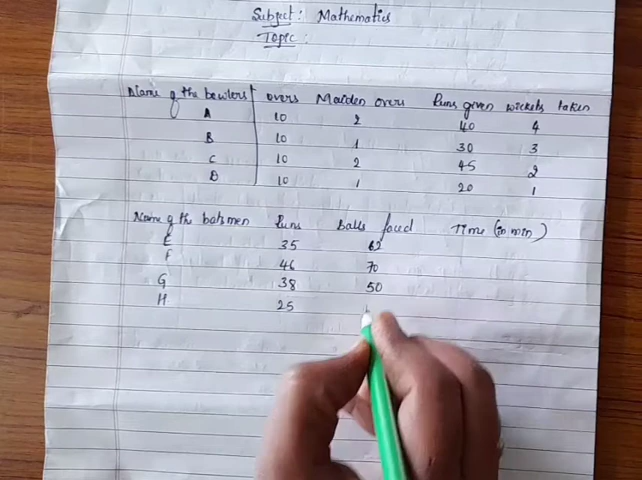 Subject: Mathematics
Topic:
Name of the bowlers overs Maiden overs Runs given wickets taken
A 10 2 40 4
B 10 1 30 3
C 10 2 45 2
D 10 1 20 1
Name of the batsmen Runs Balls faced Time (in min)
E 35 62
F 46 70
G 38 50
H 25